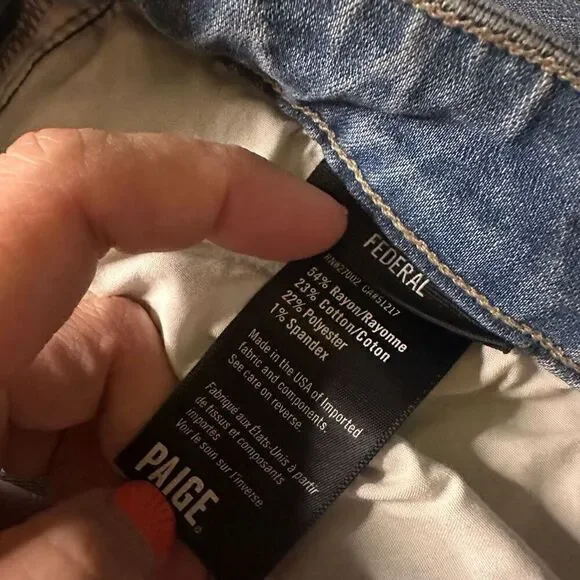 FEDERAL
RN#27002 CA#51217
54% Rayon/Rayonne
23% Cotton/Coton
22% Polyester
1% Spandex
Made in the USA of Imported
fabric and components.
See care on reverse.
Fabriqué aux États-Unis à partir
de tissus et composants
importés
Voir le soin sur l'inverse.
PAIGE®